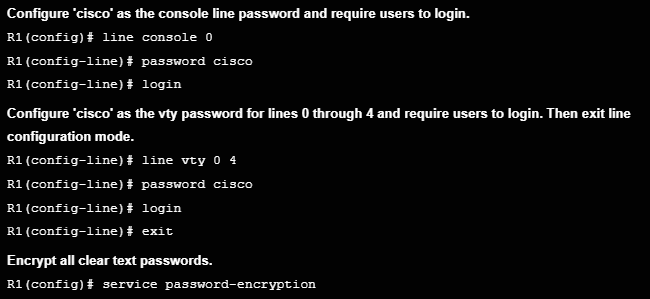 Configure 'cisco' as the console line password and require users to login.
R1(config)# line console 0
R1(config-line)# password cisco
R1(config-line)# login
Configure 'cisco' as the vty password for lines 0 through 4 and require users to login. Then exit line
configuration mode.
R1(config-line)# line vty 0 4
R1(config-line)# password cisco
R1(config-line)# login
R1(config-line)# exit
Encrypt all clear text passwords.
R1(config)# service password-encryption